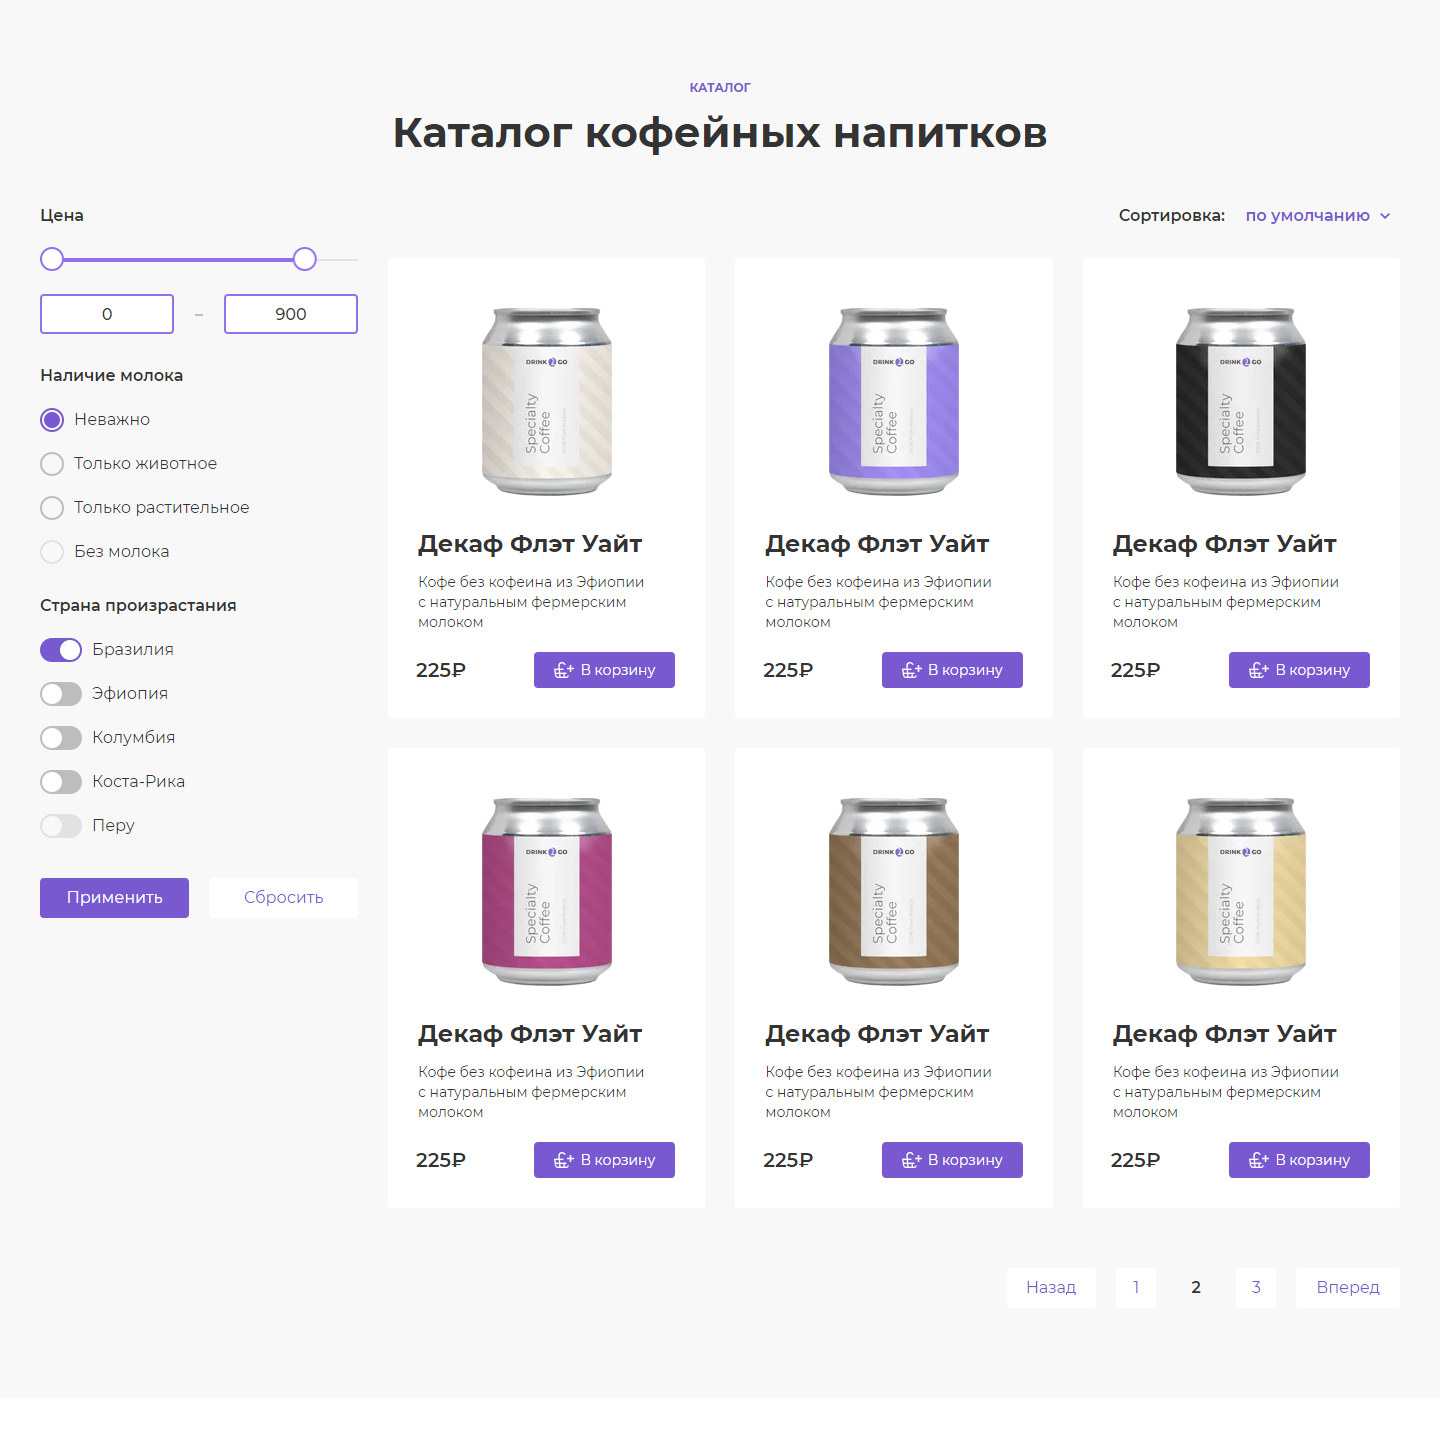 КАТАЛОГ
Каталог кофейных напитков
Цена
0 – 900
Наличие молока
Неважно
Только животное
Только растительное
Без молока
Страна произрастания
Бразилия
Эфиопия
Колумбия
Коста-Рика
Перу
Применить Сбросить
Сортировка: по умолчанию
DRINK 2 GO
Specialty
Coffee
Декаф Флэт Уайт
Кофе без кофеина из Эфиопии
с натуральным фермерским
молоком
225₽ В корзину
DRINK 2 GO
Specialty
Coffee
Декаф Флэт Уайт
Кофе без кофеина из Эфиопии
с натуральным фермерским
молоком
225₽ В корзину
DRINK 2 GO
Specialty
Coffee
Декаф Флэт Уайт
Кофе без кофеина из Эфиопии
с натуральным фермерским
молоком
225₽ В корзину
DRINK 2 GO
Specialty
Coffee
Декаф Флэт Уайт
Кофе без кофеина из Эфиопии
с натуральным фермерским
молоком
225₽ В корзину
DRINK 2 GO
Specialty
Coffee
Декаф Флэт Уайт
Кофе без кофеина из Эфиопии
с натуральным фермерским
молоком
225₽ В корзину
DRINK 2 GO
Specialty
Coffee
Декаф Флэт Уайт
Кофе без кофеина из Эфиопии
с натуральным фермерским
молоком
225₽ В корзину
Назад 1 2 3 Вперед